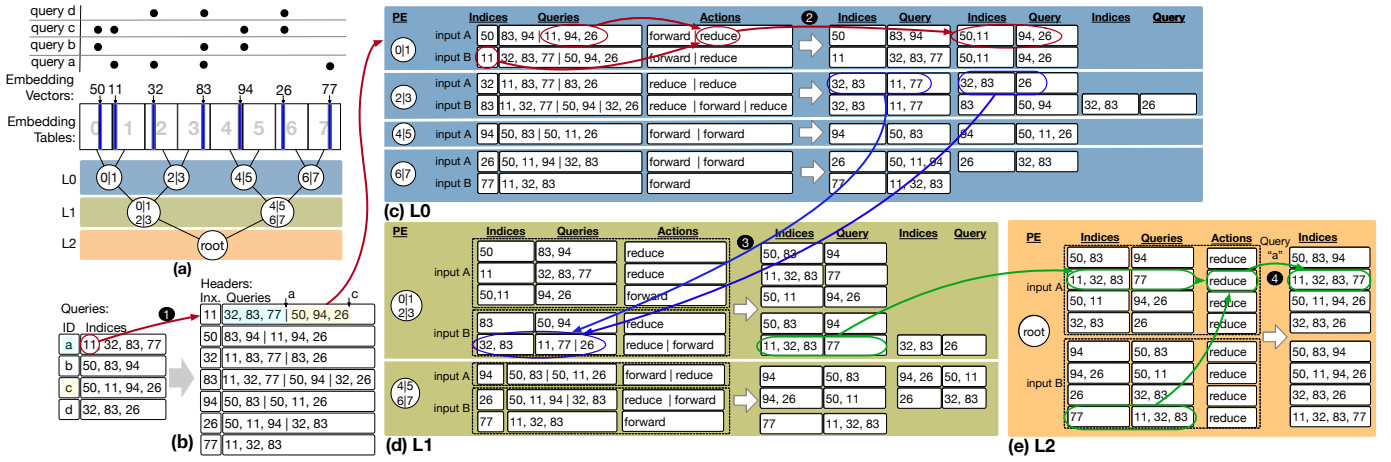 query d
query c
query b
query a
Embedding Vectors:
50 11 32 83 94 26 77
Embedding Tables:
0 1 2 3 4 5 6 7
L0
0|1 2|3 4|5 6|7
L1
0|1 2|3
4|5 6|7
L2
root
(a)
Queries:
ID Indices
a 11, 32, 83, 77
b 50, 83, 94
c 50, 11, 94, 26
d 32, 83, 26
1
Headers:
Inx. Queries
a c
11 32, 83, 77 | 50, 94, 26
50 83, 94 | 11, 94, 26
32 11, 83, 77 | 83, 26
83 11, 32, 77 | 50, 94 | 32, 26
94 50, 83 | 50, 11, 26
26 50, 11, 94 | 32, 83
77 11, 32, 83
(b)
PE Indices Queries Actions 2 Indices Query Indices Query Indices Query
0|1
input A 50 83, 94 | 11, 94, 26 forward | reduce 50 83, 94 50,11 94, 26
input B 11 32, 83, 77 | 50, 94, 26 forward | reduce 11 32, 83, 77 50,11 94, 26
2|3
input A 32 11, 83, 77 | 83, 26 reduce | reduce 32, 83 11, 77 32, 83 26
input B 83 11, 32, 77 | 50, 94 | 32, 26 reduce | forward | reduce 32, 83 11, 77 83 50, 94 32, 83 26
4|5
input A 94 50, 83 | 50, 11, 26 forward | forward 94 50, 83 94 50, 11, 26
6|7
input A 26 50, 11, 94 | 32, 83 forward | forward 26 50, 11, 94 26 32, 83
input B 77 11, 32, 83 forward 77 11, 32, 83
(c) L0
PE Indices Queries Actions 3 Indices Query Indices Query
0|1 2|3
input A
50 83, 94 reduce 50, 83 94
11 32, 83, 77 reduce 11, 32, 83 77
50,11 94, 26 forward 50, 11 94, 26
input B
83 50, 94 reduce 50, 83 94
32, 83 11, 77 | 26 reduce | forward 11, 32, 83 77 32, 83 26
4|5 6|7
input A 94 50, 83 | 50, 11, 26 forward | reduce 94 50, 83 94, 26 50, 11
input B 26 50, 11, 94 | 32, 83 reduce | forward 94, 26 50, 11 26 32, 83
77 11, 32, 83 forward 77 11, 32, 83
(d) L1
PE Indices Queries Actions Query "a" Indices
4
root
input A
50, 83 94 reduce 50, 83, 94
11, 32, 83 77 reduce 11, 32, 83, 77
50, 11 94, 26 reduce 50, 11, 94, 26
32, 83 26 reduce 32, 83, 26
input B
94 50, 83 reduce 50, 83, 94
94, 26 50, 11 reduce 50, 11, 94, 26
26 32, 83 reduce 32, 83, 26
77 11, 32, 83 reduce 11, 32, 83, 77
(e) L2